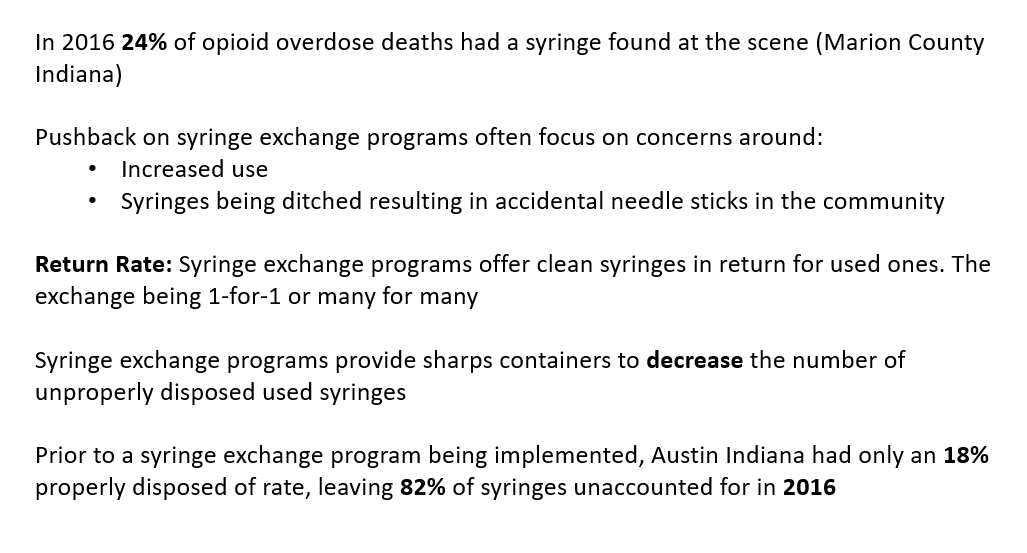 In 2016 24% of opioid overdose deaths had a syringe found at the scene (Marion County
Indiana)
Pushback on syringe exchange programs often focus on concerns around:
• Increased use
• Syringes being ditched resulting in accidental needle sticks in the community
Return Rate: Syringe exchange programs offer clean syringes in return for used ones. The
exchange being 1-for-1 or many for many
Syringe exchange programs provide sharps containers to decrease the number of
unproperly disposed used syringes
Prior to a syringe exchange program being implemented, Austin Indiana had only an 18%
properly disposed of rate, leaving 82% of syringes unaccounted for in 2016